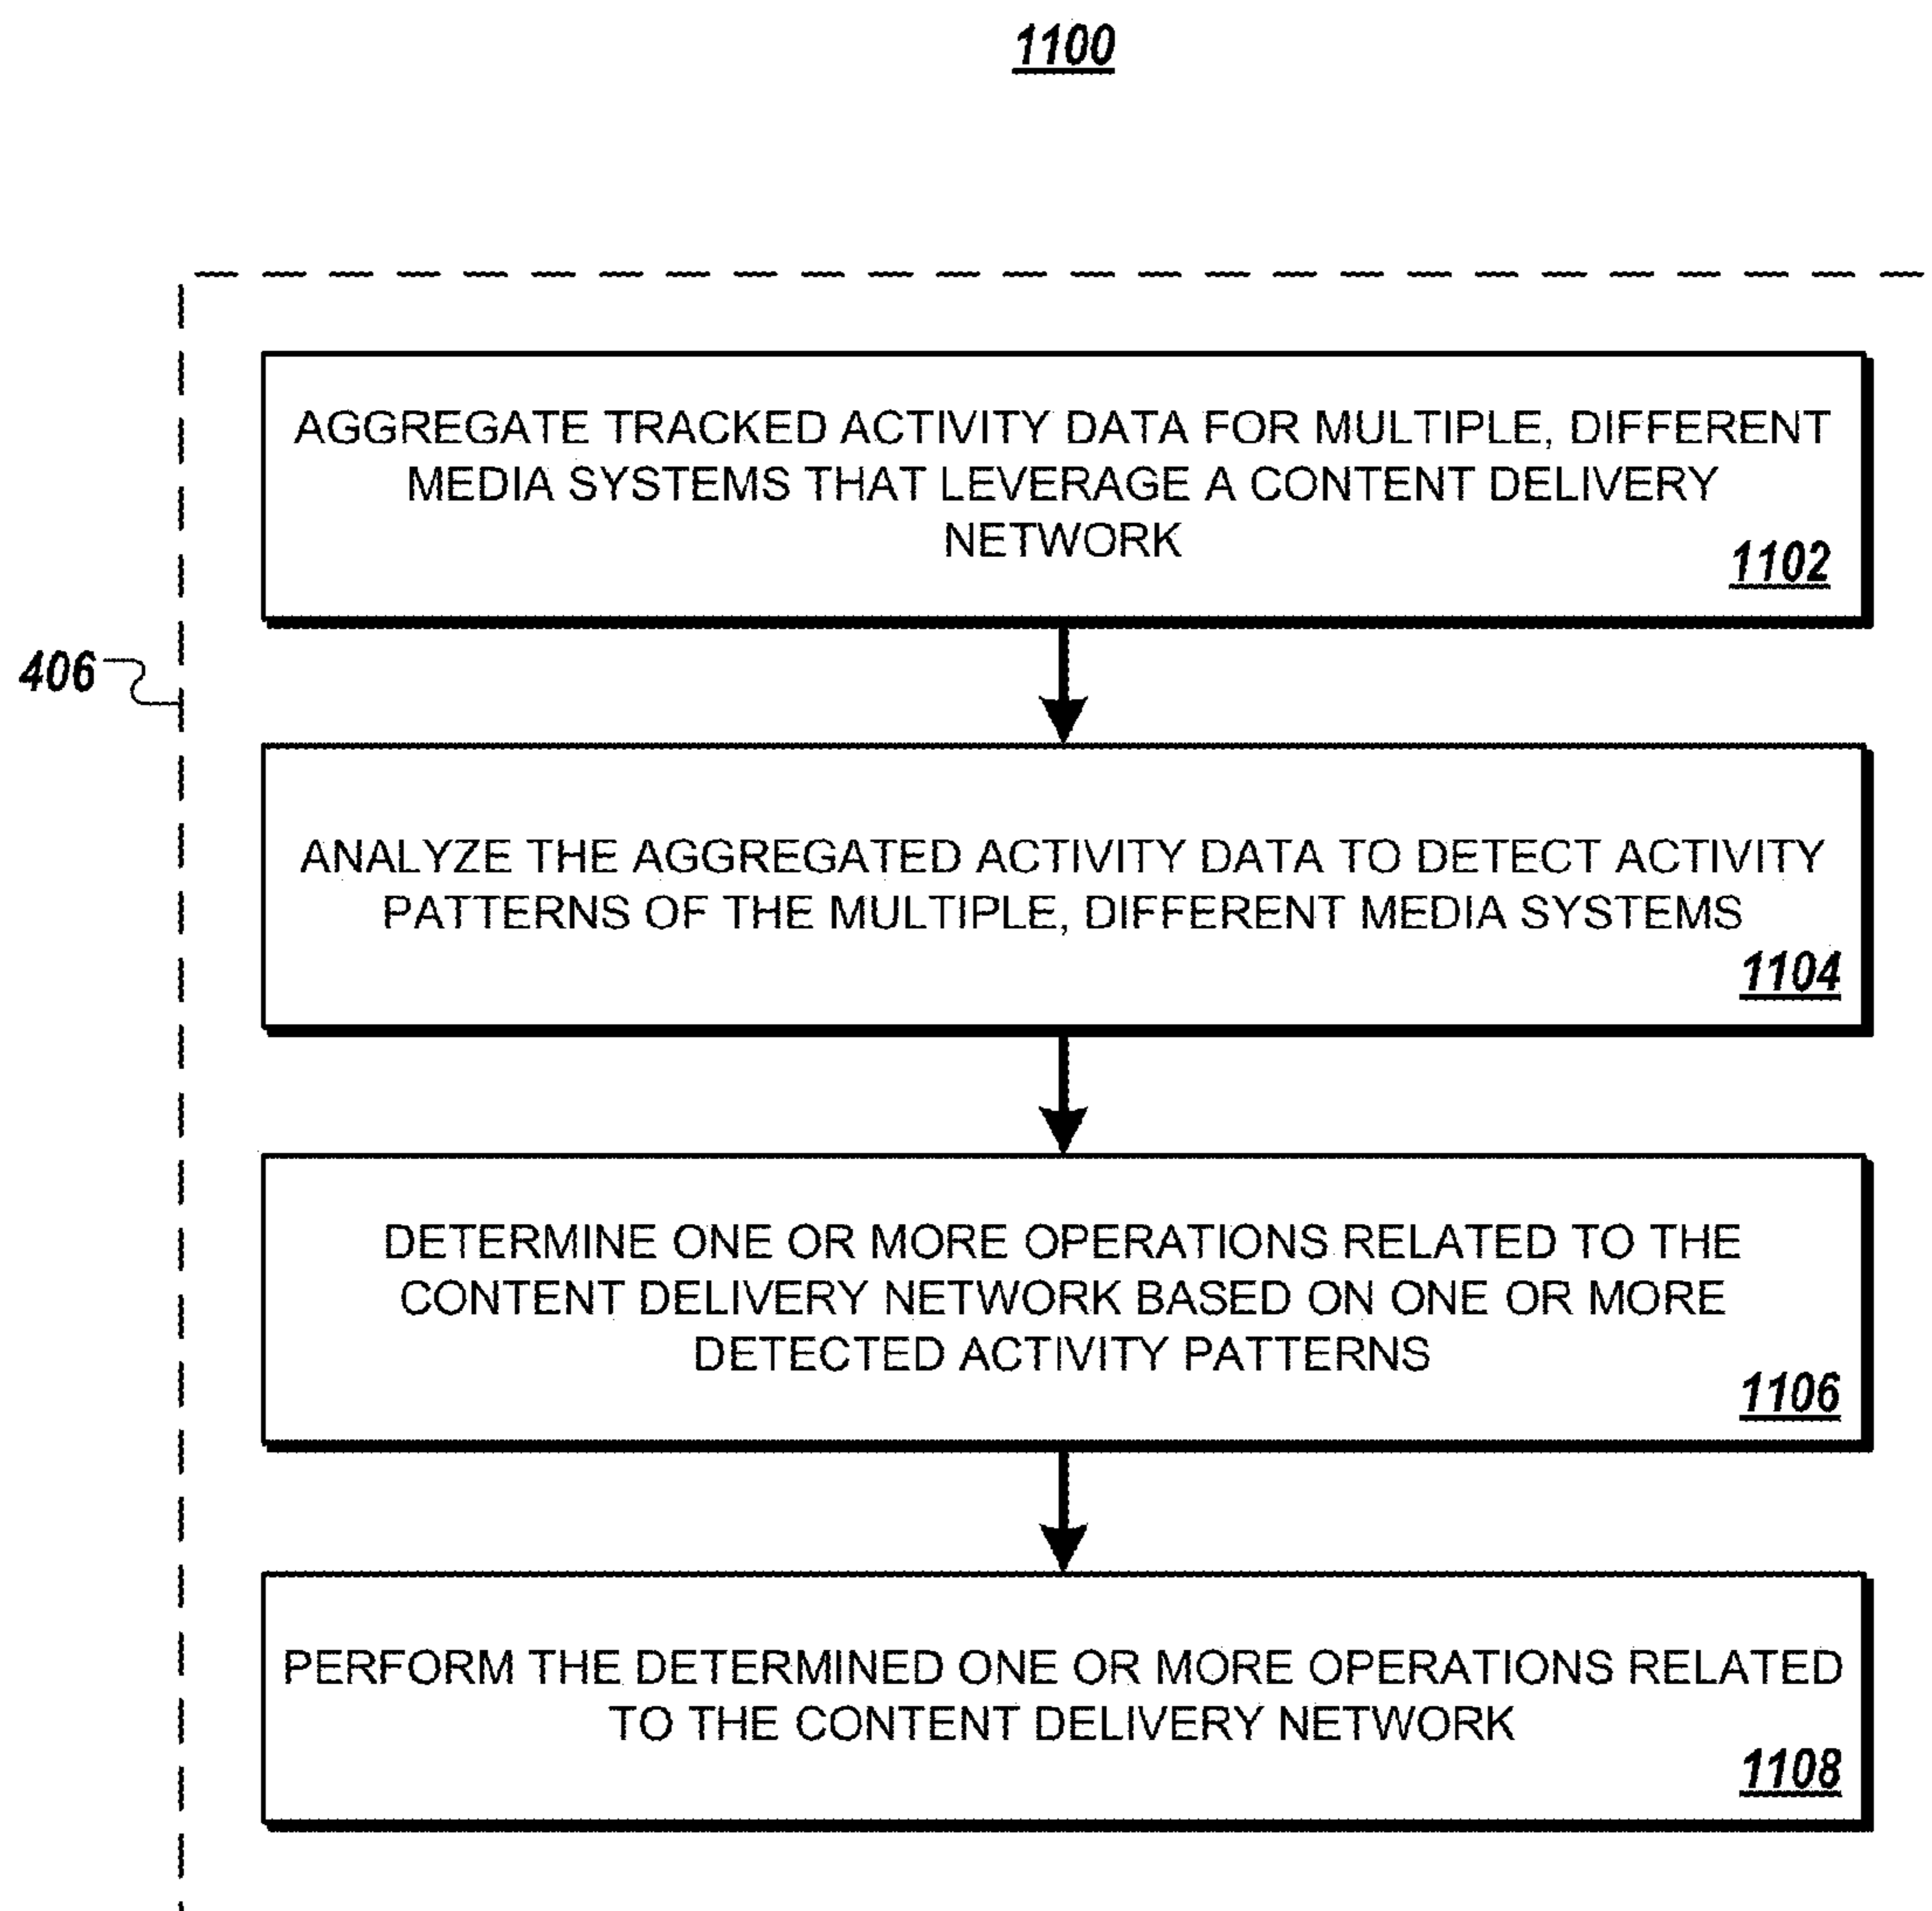 1100
AGGREGATE TRACKED ACTIVITY DATA FOR MULTIPLE, DIFFERENT
MEDIA SYSTEMS THAT LEVERAGE A CONTENT DELIVERY
NETWORK
1102
406
ANALYZE THE AGGREGATED ACTIVITY DATA TO DETECT ACTIVITY
PATTERNS OF THE MULTIPLE, DIFFERENT MEDIA SYSTEMS
1104
DETERMINE ONE OR MORE OPERATIONS RELATED TO THE
CONTENT DELIVERY NETWORK BASED ON ONE OR MORE
DETECTED ACTIVITY PATTERNS
1106
PERFORM THE DETERMINED ONE OR MORE OPERATIONS RELATED
TO THE CONTENT DELIVERY NETWORK
1108